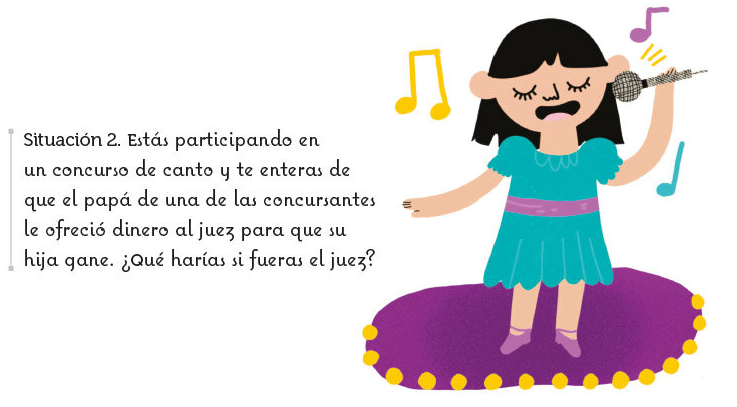 Situación 2. Estás participando en
un concurso de canto y te enteras de
que el papá de una de las concursantes
le ofreció dinero al juez para que su
hija gane. ¿Qué harías si fueras el juez?